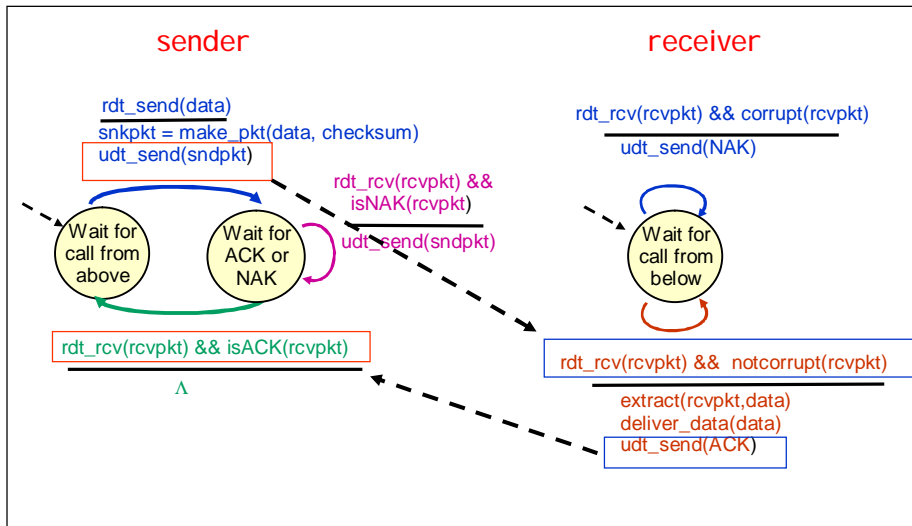 sender
rdt_send(data)
snkpkt = make_pkt(data, checksum)
udt_send(sndpkt)
rdt_rcv(rcvpkt) &&
isNAK(rcvpkt)
udt_send(sndpkt)
Wait for
call from
above
Wait for
ACK or
NAK
rdt_rcv(rcvpkt) && isACK(rcvpkt)
Λ
receiver
rdt_rcv(rcvpkt) && corrupt(rcvpkt)
udt_send(NAK)
Wait for
call from
below
rdt_rcv(rcvpkt) && notcorrupt(rcvpkt)
extract(rcvpkt,data)
deliver_data(data)
udt_send(ACK)